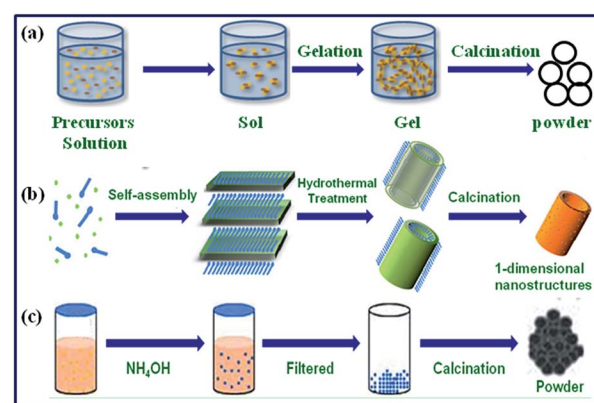 (a)
Gelation
Calcination
Precursors
Solution
Sol
Gel
powder
(b)
Self-assembly
Hydrothermal
Treatment
Calcination
1-dimensional
nanostructures
(c)
NH₄OH
Filtered
Calcination
Powder